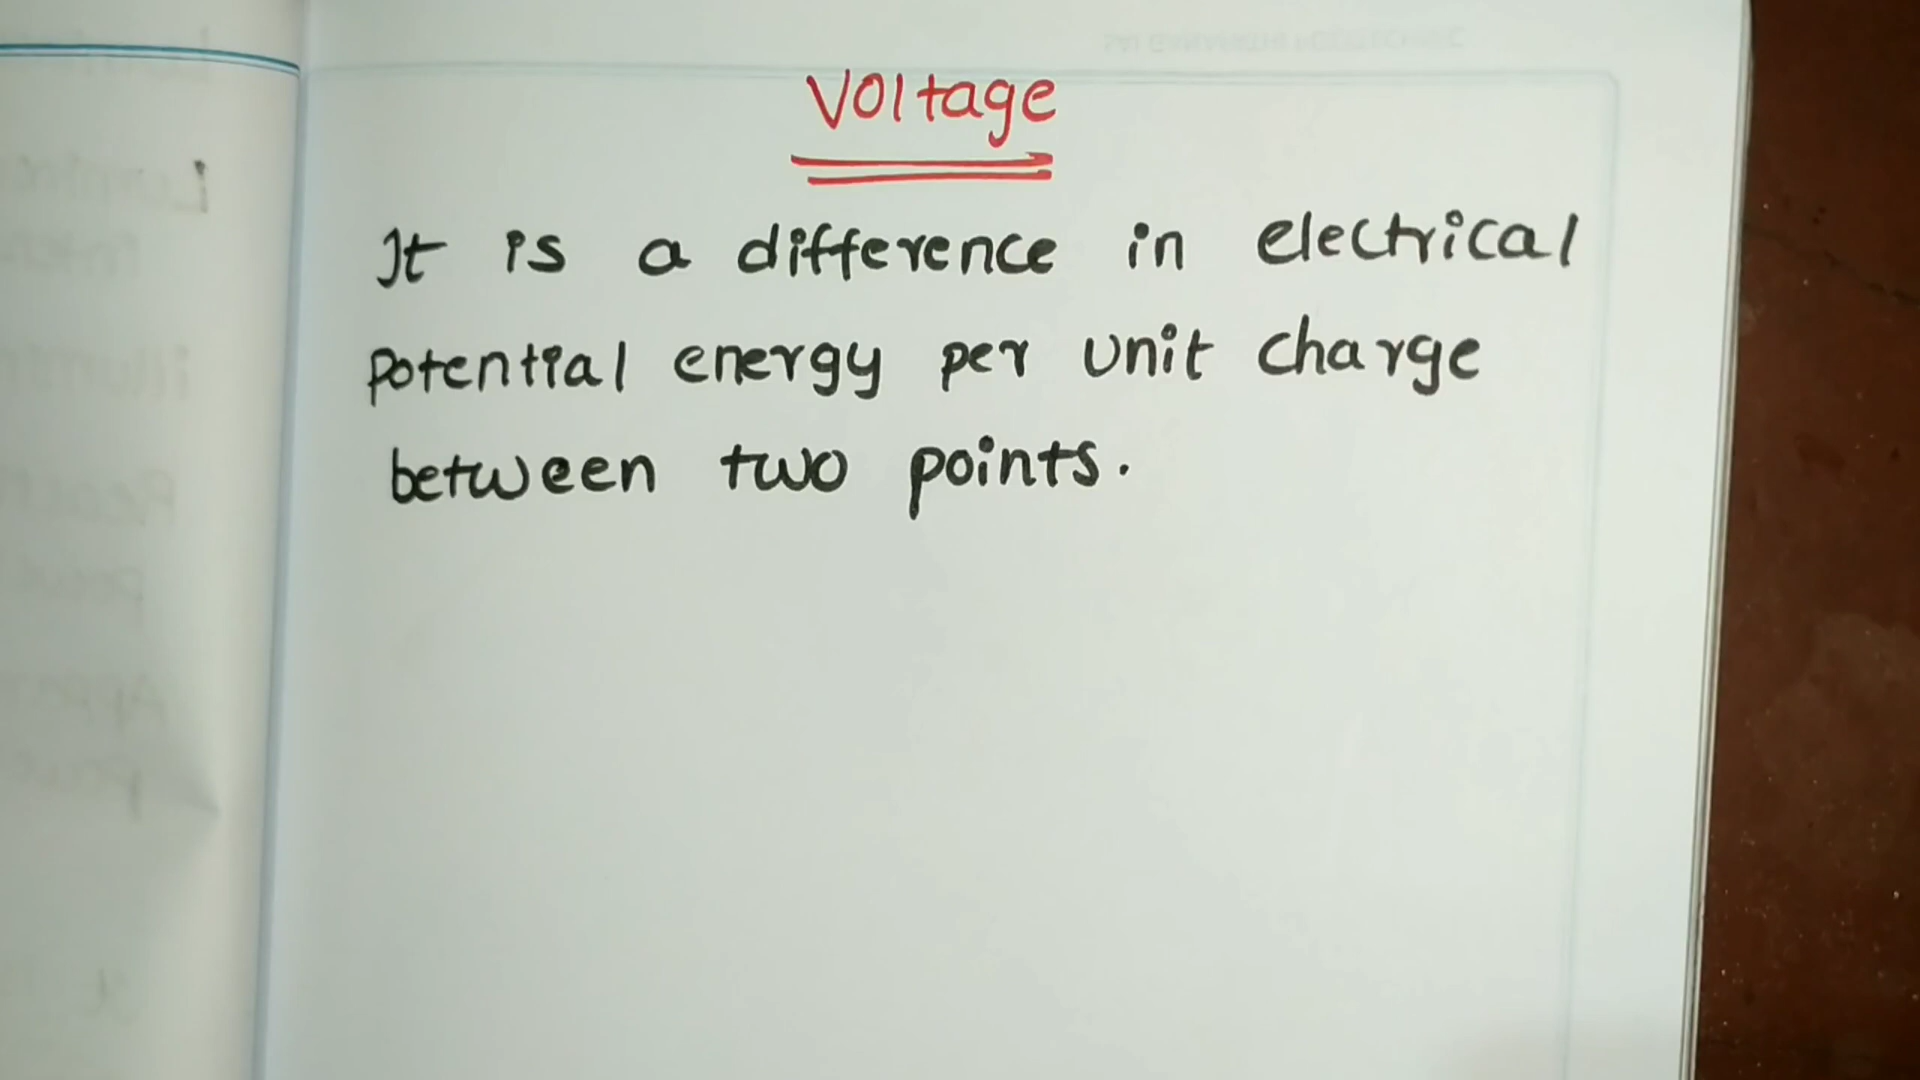 Voltage
It is a difference in electrical
potential energy per unit charge
between two points.